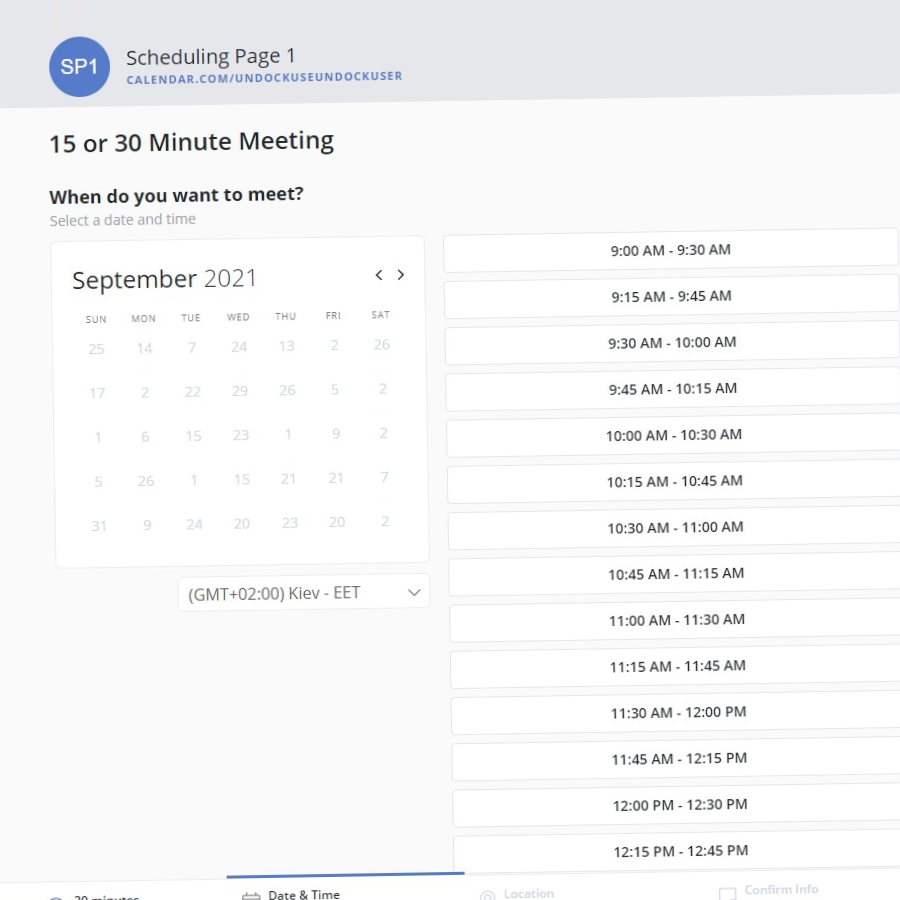 SP1
Scheduling Page 1
CALENDAR.COM/UNDOCKUSEUNDOCKUSER
15 or 30 Minute Meeting
When do you want to meet?
Select a date and time
September 2021
SUN MON TUE WED THU FRI SAT
25 14 7 24 13 2 26
17 2 22 29 26 5 2
1 6 15 23 1 9 2
5 26 1 15 21 21 7
31 9 24 20 23 20 2
(GMT+02:00) Kiev - EET
9:00 AM - 9:30 AM
9:15 AM - 9:45 AM
9:30 AM - 10:00 AM
9:45 AM - 10:15 AM
10:00 AM - 10:30 AM
10:15 AM - 10:45 AM
10:30 AM - 11:00 AM
10:45 AM - 11:15 AM
11:00 AM - 11:30 AM
11:15 AM - 11:45 AM
11:30 AM - 12:00 PM
11:45 AM - 12:15 PM
12:00 PM - 12:30 PM
12:15 PM - 12:45 PM
30 minutes Date & Time Location Confirm Info